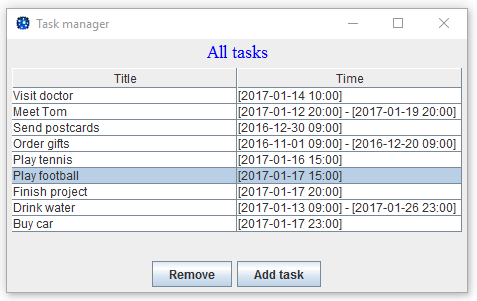 Task manager
All tasks
Title Time
Visit doctor [2017-01-14 10:00]
Meet Tom [2017-01-12 20:00] - [2017-01-19 20:00]
Send postcards [2016-12-30 09:00]
Order gifts [2016-11-01 09:00] - [2016-12-20 09:00]
Play tennis [2017-01-16 15:00]
Play football [2017-01-17 15:00]
Finish project [2017-01-17 20:00]
Drink water [2017-01-13 09:00] - [2017-01-26 23:00]
Buy car [2017-01-17 23:00]
Remove Add task